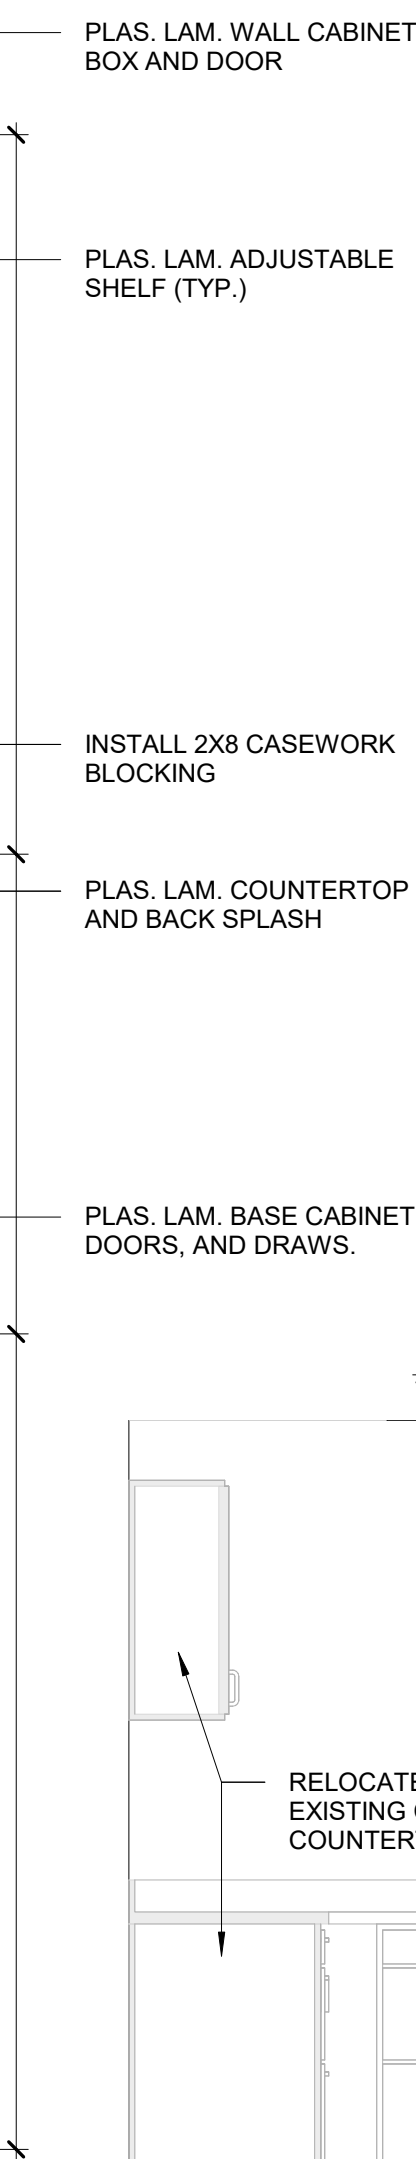 PLAS. LAM. WALL CABINET
BOX AND DOOR
PLAS. LAM. ADJUSTABLE
SHELF (TYP.)
INSTALL 2X8 CASEWORK
BLOCKING
PLAS. LAM. COUNTERTOP
AND BACK SPLASH
PLAS. LAM. BASE CABINET
DOORS, AND DRAWS.
RELOCATE
EXISTING